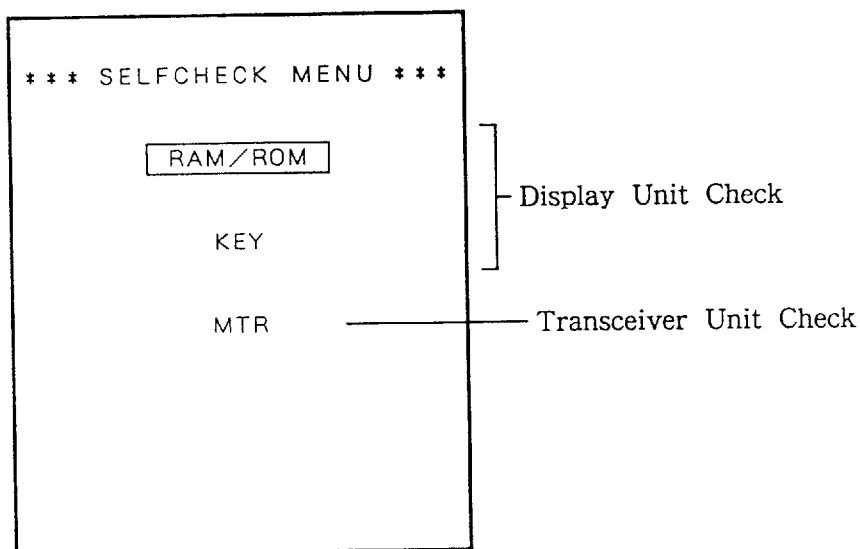 *** SELFCHECK MENU ***
RAM/ROM
Display Unit Check
KEY
MTR
Transceiver Unit Check